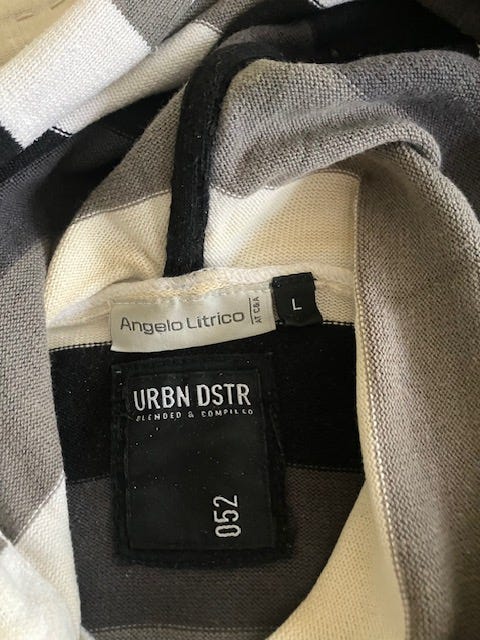 Angelo Litrico
AT C&A
L
URBN DSTR
BLENDED & COMPILED
052